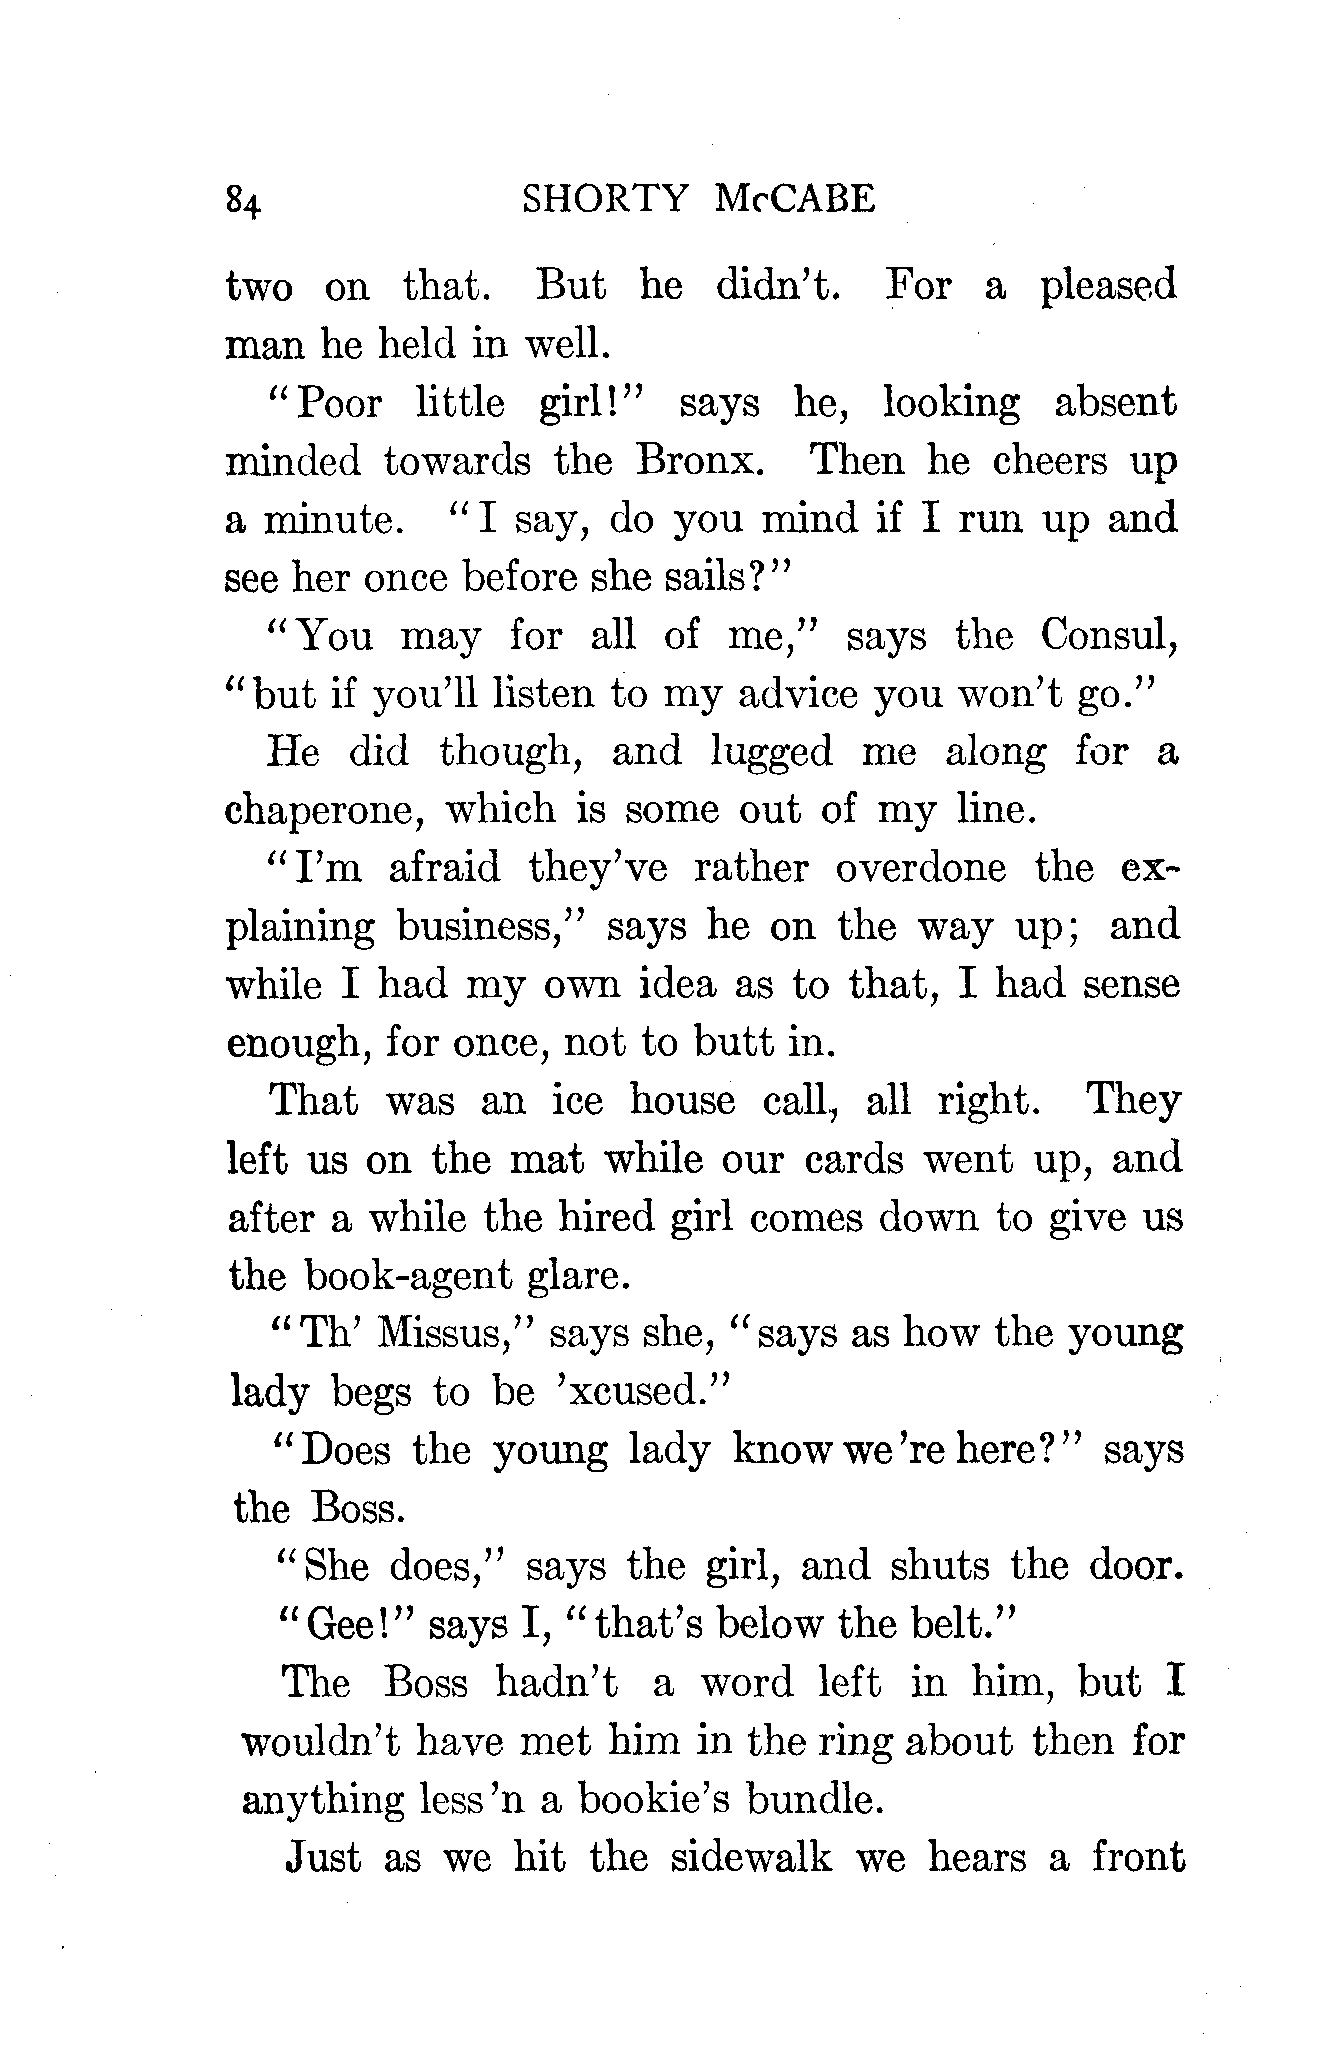 84 SHORTY McCABE
two on that. But he didn't. For a pleased
man he held in well.
"Poor little girl!" says he, looking absent
minded towards the Bronx. Then he cheers up
a minute. "I say, do you mind if I run up and
see her once before she sails?"
"You may for all of me," says the Consul,
"but if you'll listen to my advice you won't go."
He did though, and lugged me along for a
chaperone, which is some out of my line.
"I'm afraid they've rather overdone the ex-
plaining business," says he on the way up; and
while I had my own idea as to that, I had sense
enough, for once, not to butt in.
That was an ice house call, all right. They
left us on the mat while our cards went up, and
after a while the hired girl comes down to give us
the book-agent glare.
"Th' Missus," says she, "says as how the young
lady begs to be 'xcused."
"Does the young lady know we're here?" says
the Boss.
"She does," says the girl, and shuts the door.
"Gee!" says I, "that's below the belt."
The Boss hadn't a word left in him, but I
wouldn't have met him in the ring about then for
anything less'n a bookie's bundle.
Just as we hit the sidewalk we hears a front